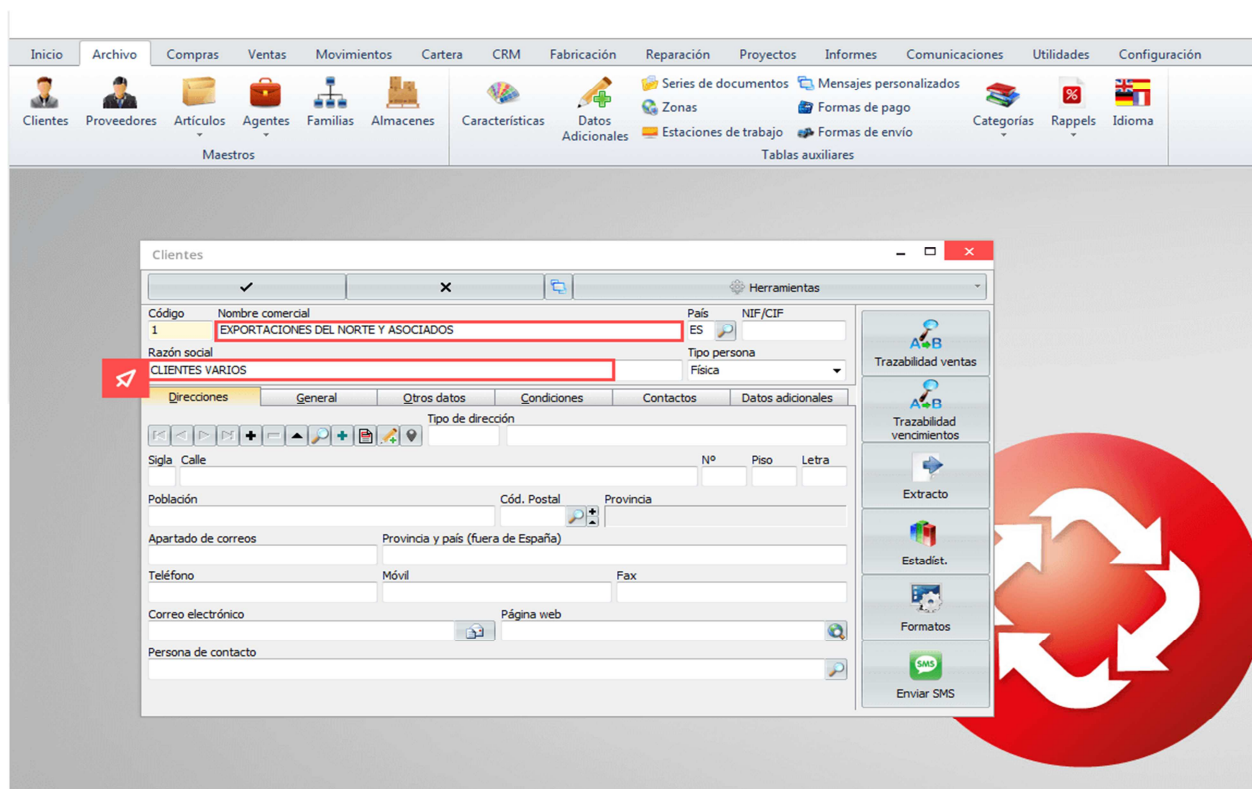 Inicio Archivo Compras Ventas Movimientos Cartera CRM Fabricación Reparación Proyectos Informes Comunicaciones Utilidades Configuración
Clientes Proveedores Artículos Agentes Familias Almacenes
Maestros
Características Datos Adicionales
Series de documentos Mensajes personalizados
Zonas Formas de pago
Estaciones de trabajo Formas de envío
Categorías Rappels Idioma
Tablas auxiliares
Clientes
Herramientas
Código Nombre comercial País NIF/CIF
1 EXPORTACIONES DEL NORTE Y ASOCIADOS ES
Razón social Tipo persona
CLIENTES VARIOS Física
Direcciones General Otros datos Condiciones Contactos Datos adicionales
Tipo de dirección
Sigla Calle Nº Piso Letra
Población Cód. Postal Provincia
Apartado de correos Provincia y país (fuera de España)
Teléfono Móvil Fax
Correo electrónico Página web
Persona de contacto
A B
Trazabilidad ventas
A B
Trazabilidad
vencimientos
Extracto
Estadíst.
Formatos
SMS
Enviar SMS